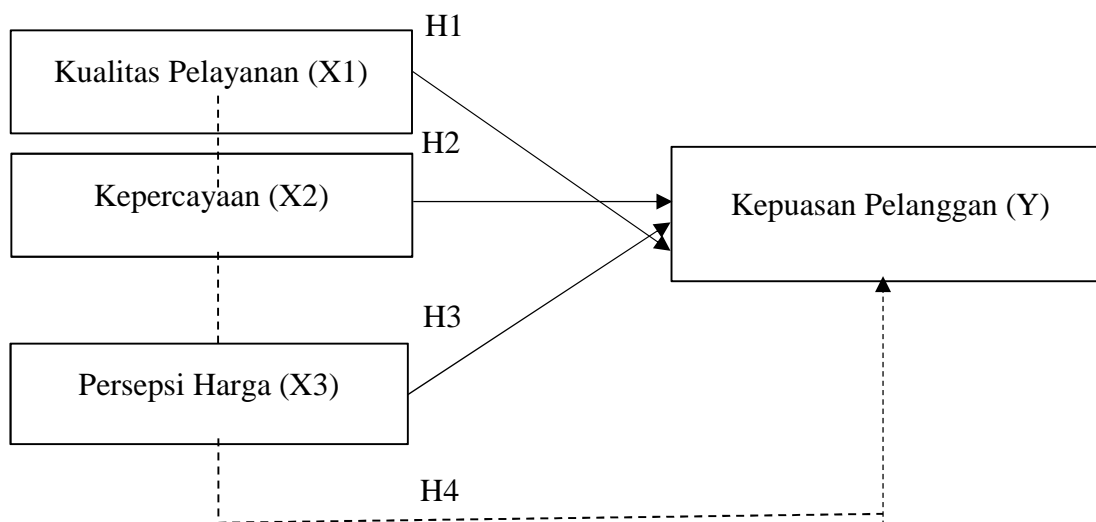 H1
Kualitas Pelayanan (X1)
H2
Kepercayaan (X2)
Kepuasan Pelanggan (Y)
H3
Persepsi Harga (X3)
H4